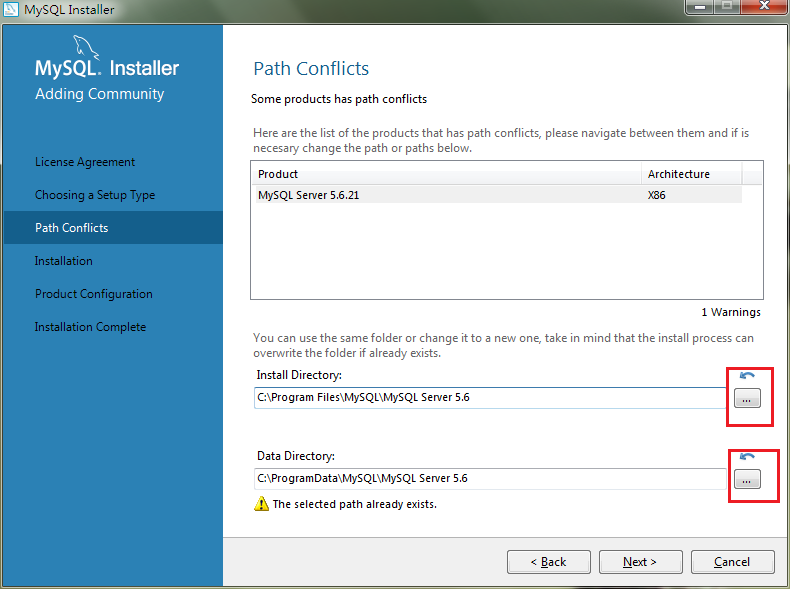 MySQL Installer
MySQL. Installer
Adding Community
License Agreement
Choosing a Setup Type
Path Conflicts
Installation
Product Configuration
Installation Complete
Path Conflicts
Some products has path conflicts
Here are the list of the products that has path conflicts, please navigate between them and if is
necesary change the path or paths below.
Product Architecture
MySQL Server 5.6.21 X86
1 Warnings
You can use the same folder or change it to a new one, take in mind that the install process can
overwrite the folder if already exists.
Install Directory:
C:\Program Files\MySQL\MySQL Server 5.6
...
Data Directory:
C:\ProgramData\MySQL\MySQL Server 5.6
...
The selected path already exists.
< Back Next > Cancel